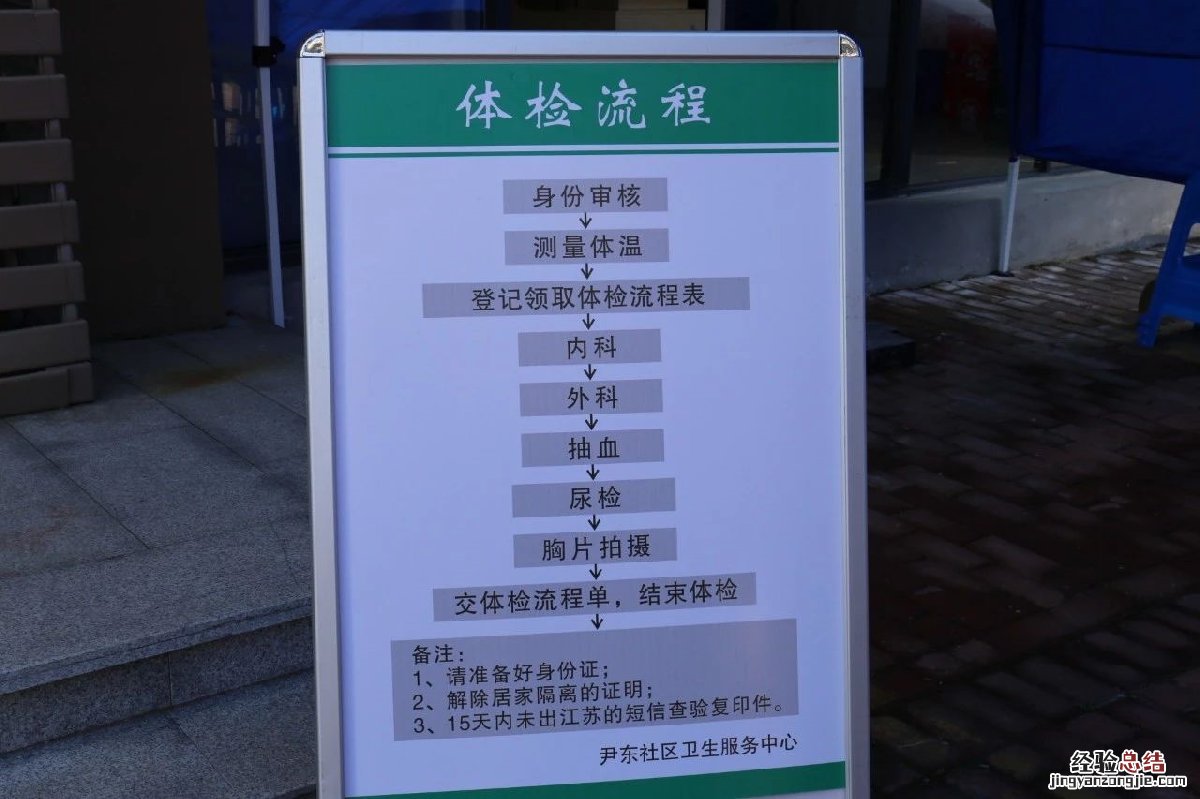 体检流程
身份审核
测量体温
登记领取体检流程表
内科
外科
抽血
尿检
胸片拍摄
交体检流程单，结束体检
备注：
1、请准备好身份证；
2、解除居家隔离的证明；
3、15天内未出江苏的短信查验复印件。
尹东社区卫生服务中心
经验总结
jingyanzongjie.com